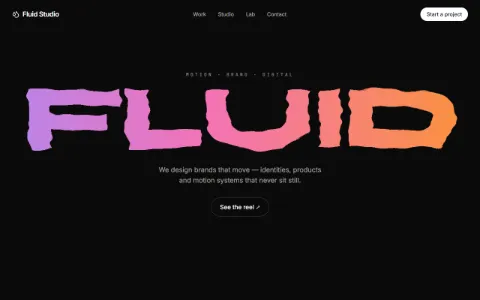 Fluid Studio
Work Studio Lab Contact
Start a project
MOTION · BRAND · DIGITAL
FLUID
We design brands that move — identities, products
and motion systems that never sit still.
See the reel ↗